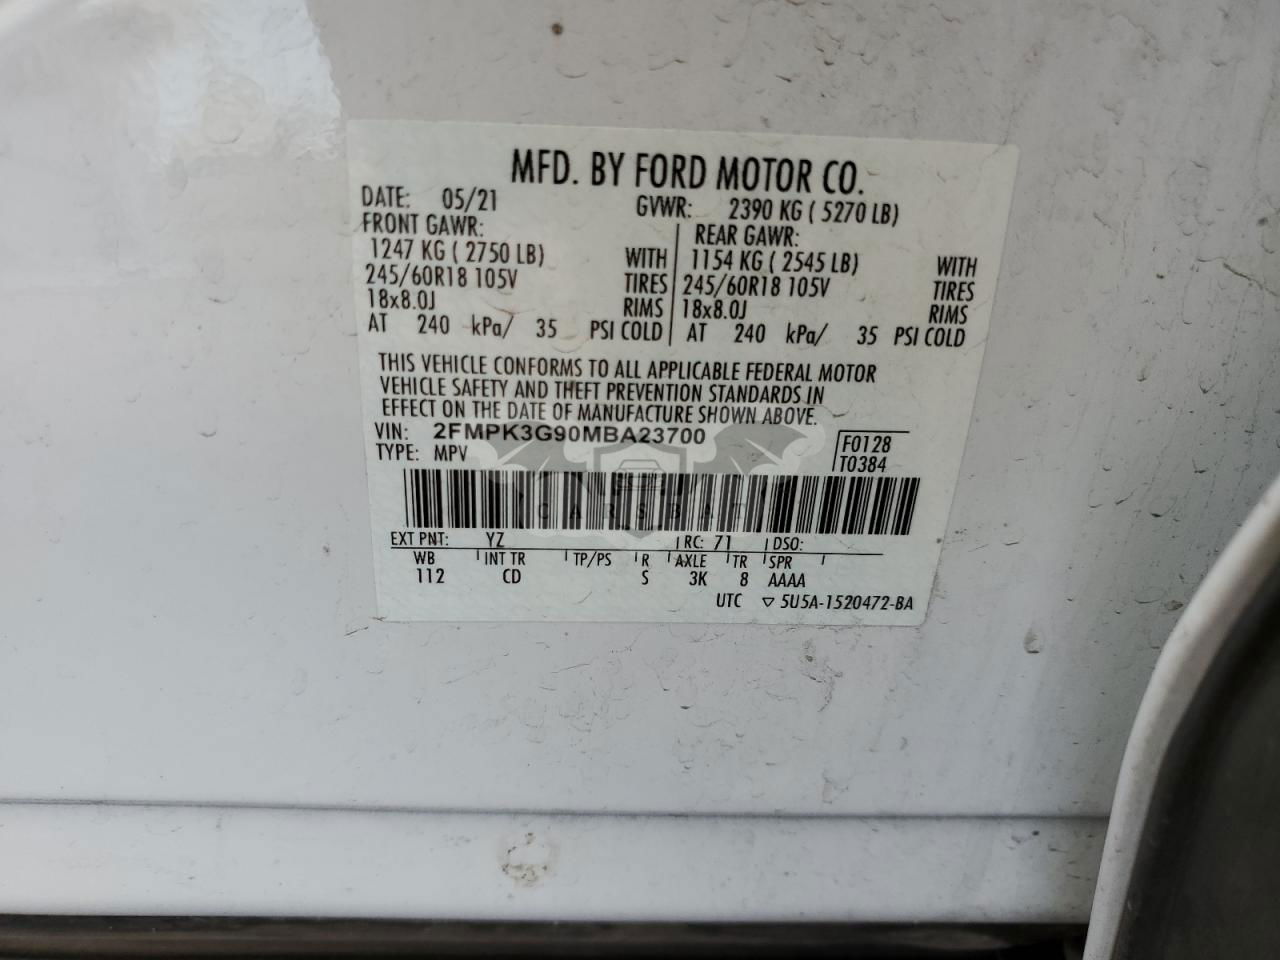 MFD. BY FORD MOTOR CO.
DATE: 05/21 GVWR: 2390 KG ( 5270 LB)
FRONT GAWR: REAR GAWR:
1247 KG ( 2750 LB) WITH 1154 KG ( 2545 LB) WITH
245/60R18 105V TIRES 245/60R18 105V TIRES
18x8.0J RIMS 18x8.0J RIMS
AT 240 kPa/ 35 PSI COLD AT 240 kPa/ 35 PSI COLD
THIS VEHICLE CONFORMS TO ALL APPLICABLE FEDERAL MOTOR
VEHICLE SAFETY AND THEFT PREVENTION STANDARDS IN
EFFECT ON THE DATE OF MANUFACTURE SHOWN ABOVE.
VIN: 2FMPK3G90MBA23700 F0128
TYPE: MPV T0384
CARSBAT
EXT PNT: YZ RC: 71 DSO:
WB INT TR TP/PS R AXLE TR SPR
112 CD S 3K 8 AAAA
UTC ▽ 5U5A-1520472-BA